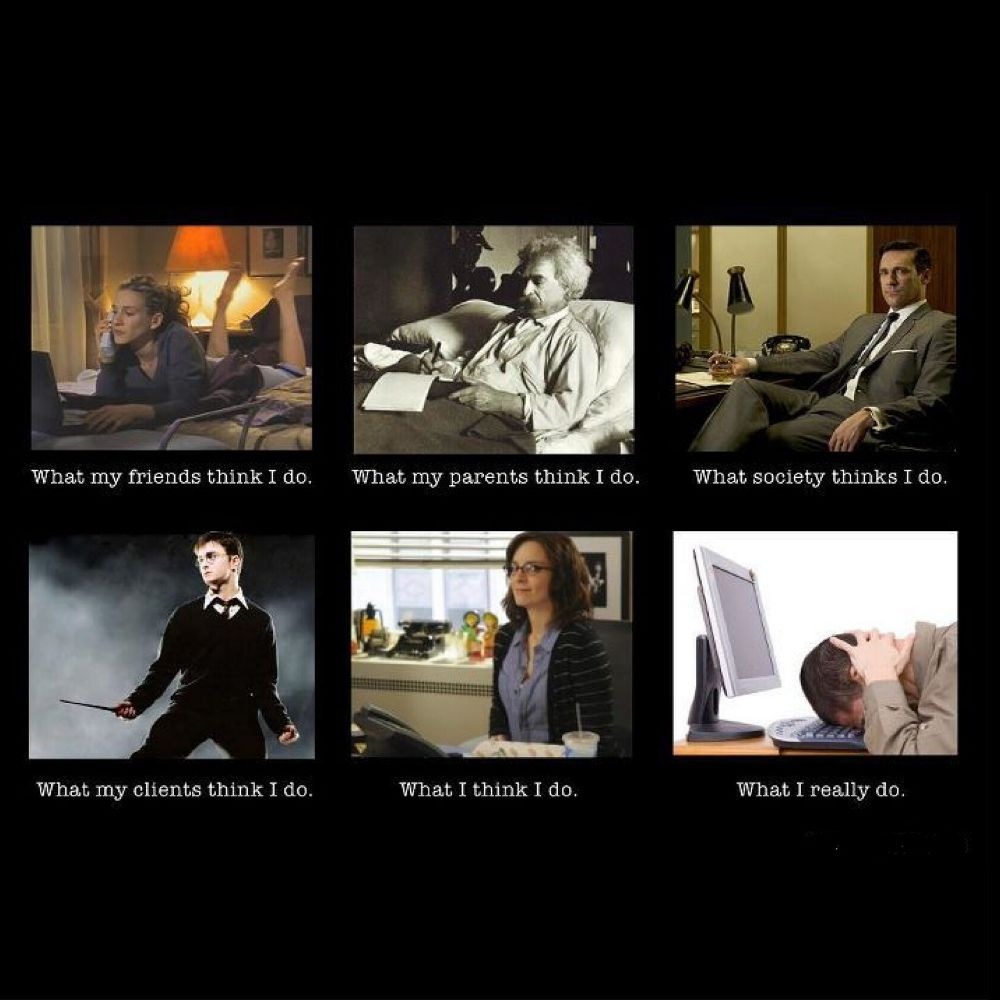 What my friends think I do.
What my parents think I do.
What society thinks I do.
What my clients think I do.
What I think I do.
What I really do.